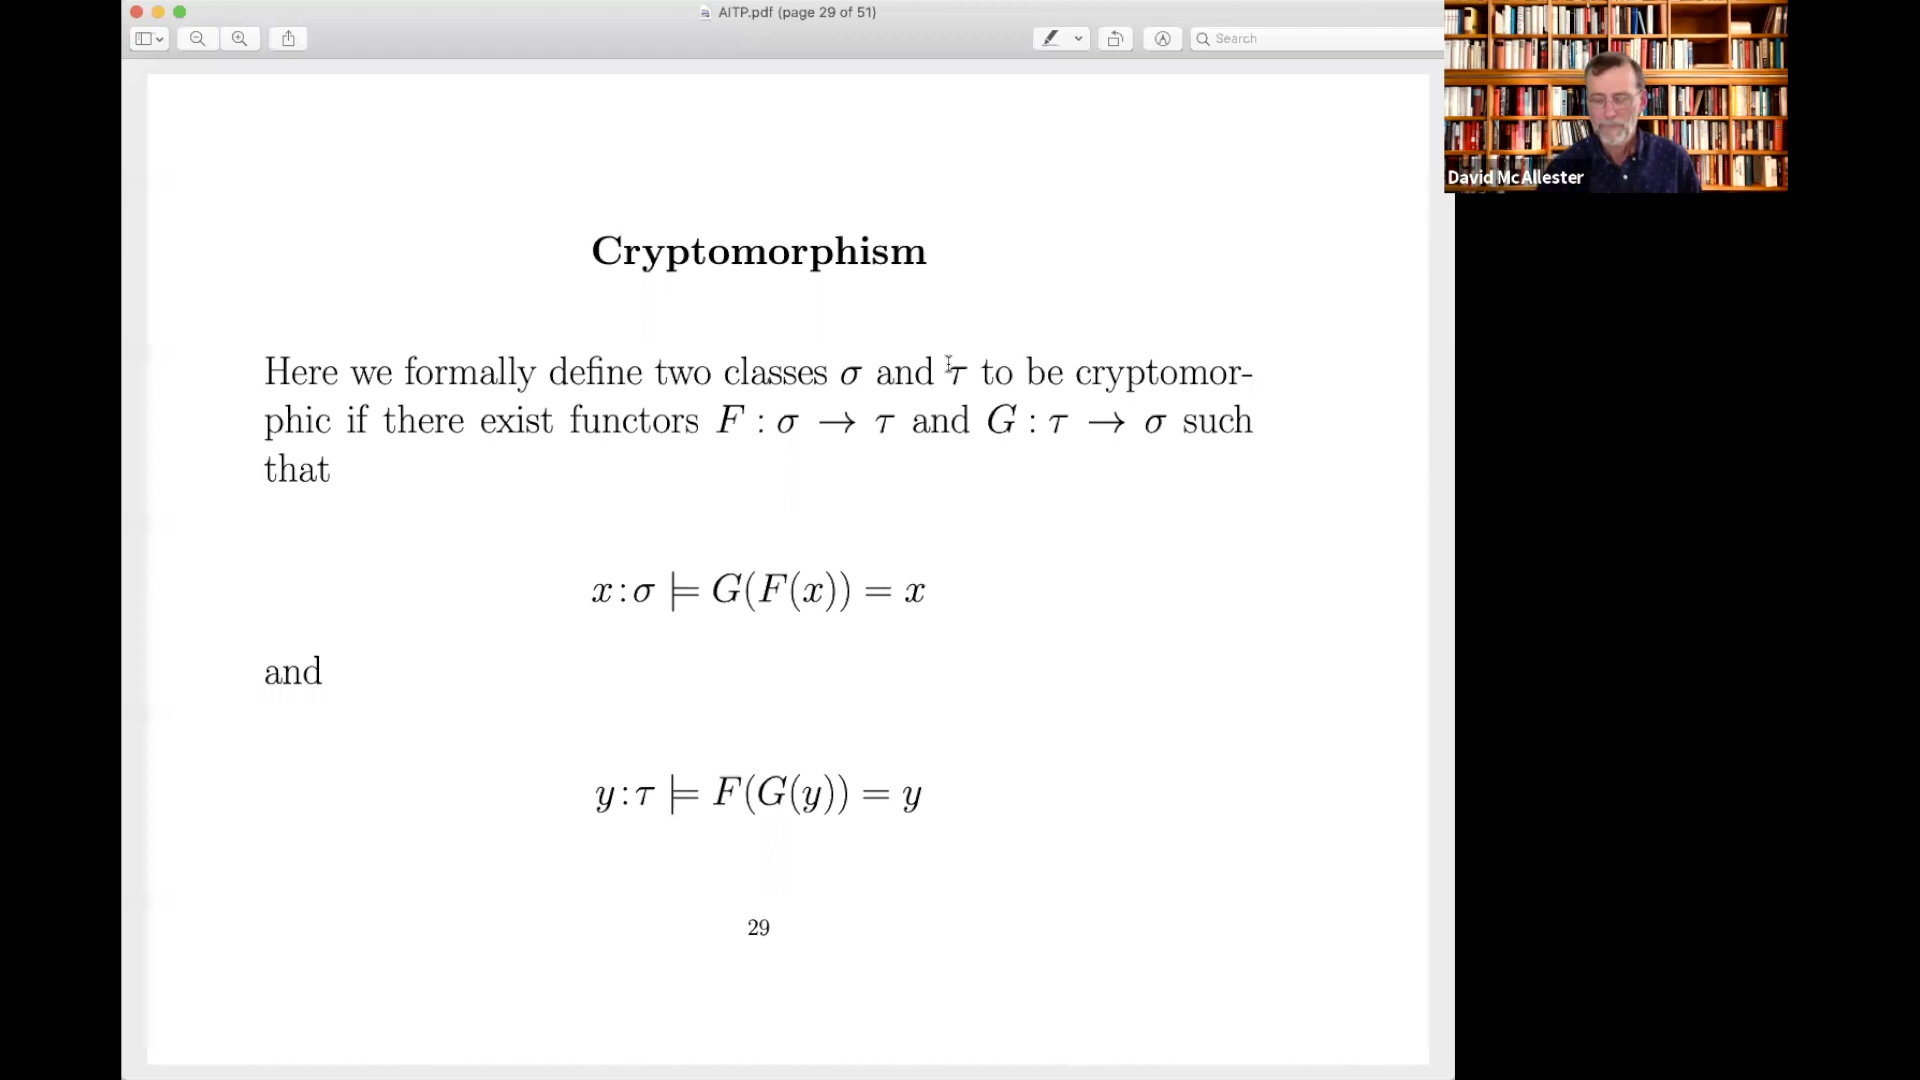 AITP.pdf (page 29 of 51)
Search
David McAllester
Cryptomorphism
Here we formally define two classes σ and τ to be cryptomor-
phic if there exist functors F : σ → τ and G : τ → σ such
that
x : σ ⊨ G(F(x)) = x
and
y : τ ⊨ F(G(y)) = y
29